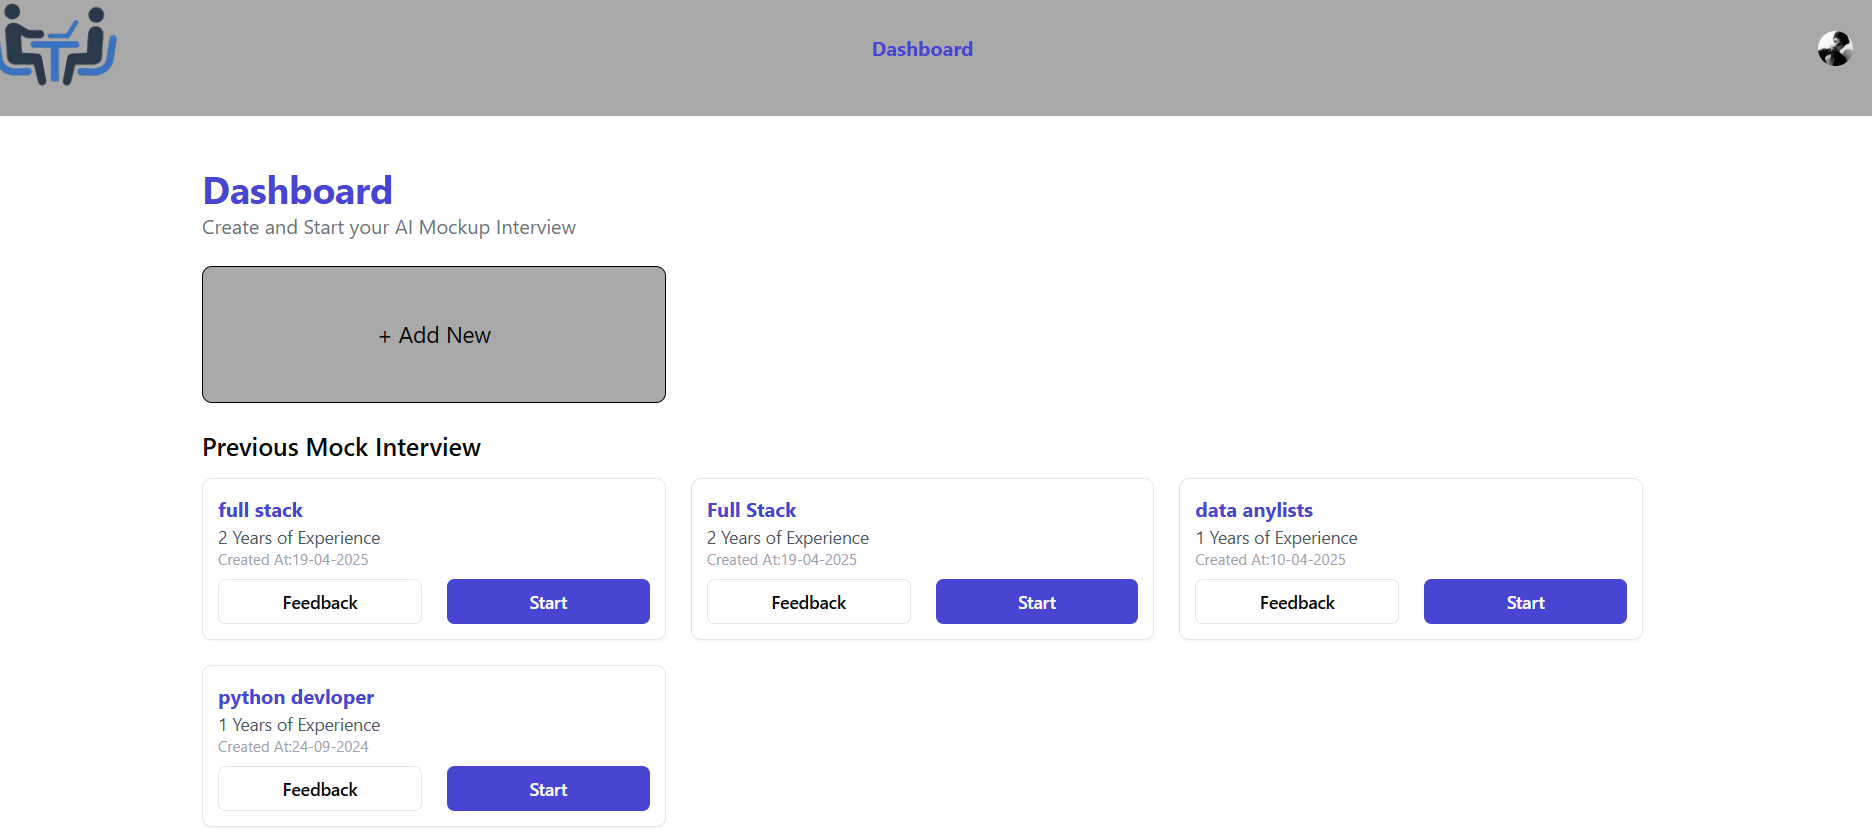 Dashboard
Dashboard
Create and Start your AI Mockup Interview
+ Add New
Previous Mock Interview
full stack
2 Years of Experience
Created At:19-04-2025
Feedback
Start
Full Stack
2 Years of Experience
Created At:19-04-2025
Feedback
Start
data anylists
1 Years of Experience
Created At:10-04-2025
Feedback
Start
python devloper
1 Years of Experience
Created At:24-09-2024
Feedback
Start